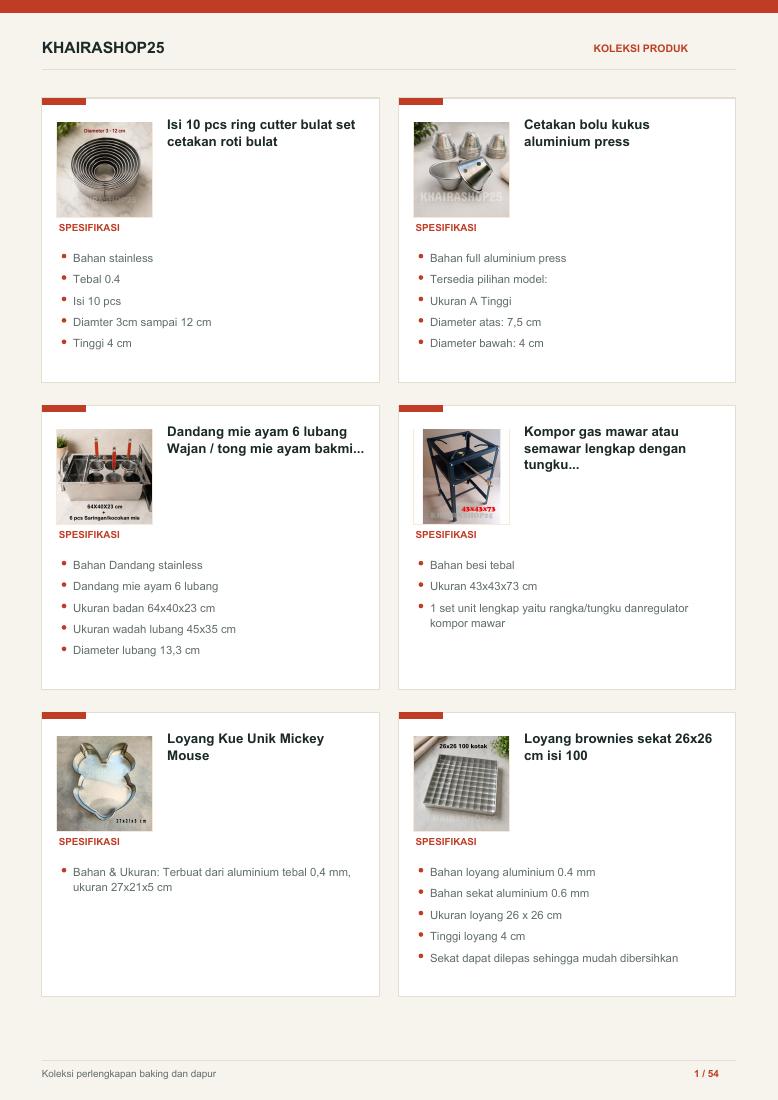 KHAIRASHOP25
KOLEKSI PRODUK
Diameter 3 - 12 cm
KHAIRASHOP25
Isi 10 pcs ring cutter bulat set
cetakan roti bulat
SPESIFIKASI
Bahan stainless
Tebal 0.4
Isi 10 pcs
Diamter 3cm sampai 12 cm
Tinggi 4 cm
KHAIRASHOP25
Cetakan bolu kukus
aluminium press
SPESIFIKASI
Bahan full aluminium press
Tersedia pilihan model:
Ukuran A Tinggi
Diameter atas: 7,5 cm
Diameter bawah: 4 cm
64X40X23 cm
+
6 pcs Saringan/kocokan mie
Dandang mie ayam 6 lubang
Wajan / tong mie ayam bakmi...
SPESIFIKASI
Bahan Dandang stainless
Dandang mie ayam 6 lubang
Ukuran badan 64x40x23 cm
Ukuran wadah lubang 45x35 cm
Diameter lubang 13,3 cm
43x43x73
KHAIRASHOP25
Kompor gas mawar atau
semawar lengkap dengan
tungku...
SPESIFIKASI
Bahan besi tebal
Ukuran 43x43x73 cm
1 set unit lengkap yaitu rangka/tungku danregulator
kompor mawar
27x21x5 cm
Loyang Kue Unik Mickey
Mouse
SPESIFIKASI
Bahan & Ukuran: Terbuat dari aluminium tebal 0,4 mm,
ukuran 27x21x5 cm
26x26 100 kotak
KHAIRASHOP25
Loyang brownies sekat 26x26
cm isi 100
SPESIFIKASI
Bahan loyang aluminium 0.4 mm
Bahan sekat aluminium 0.6 mm
Ukuran loyang 26 x 26 cm
Tinggi loyang 4 cm
Sekat dapat dilepas sehingga mudah dibersihkan
Koleksi perlengkapan baking dan dapur
1 / 54